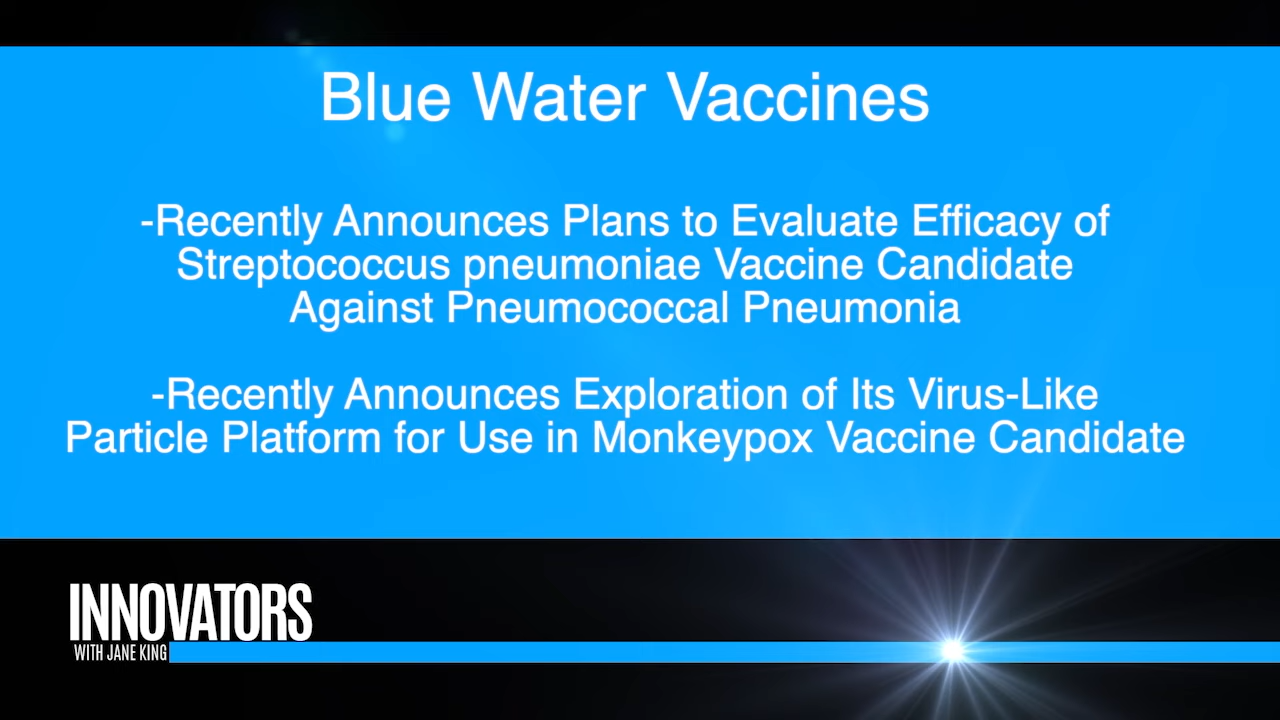 Blue Water Vaccines
-Recently Announces Plans to Evaluate Efficacy of
Streptococcus pneumoniae Vaccine Candidate
Against Pneumococcal Pneumonia
-Recently Announces Exploration of Its Virus-Like
Particle Platform for Use in Monkeypox Vaccine Candidate
INNOVATORS
WITH JANE KING